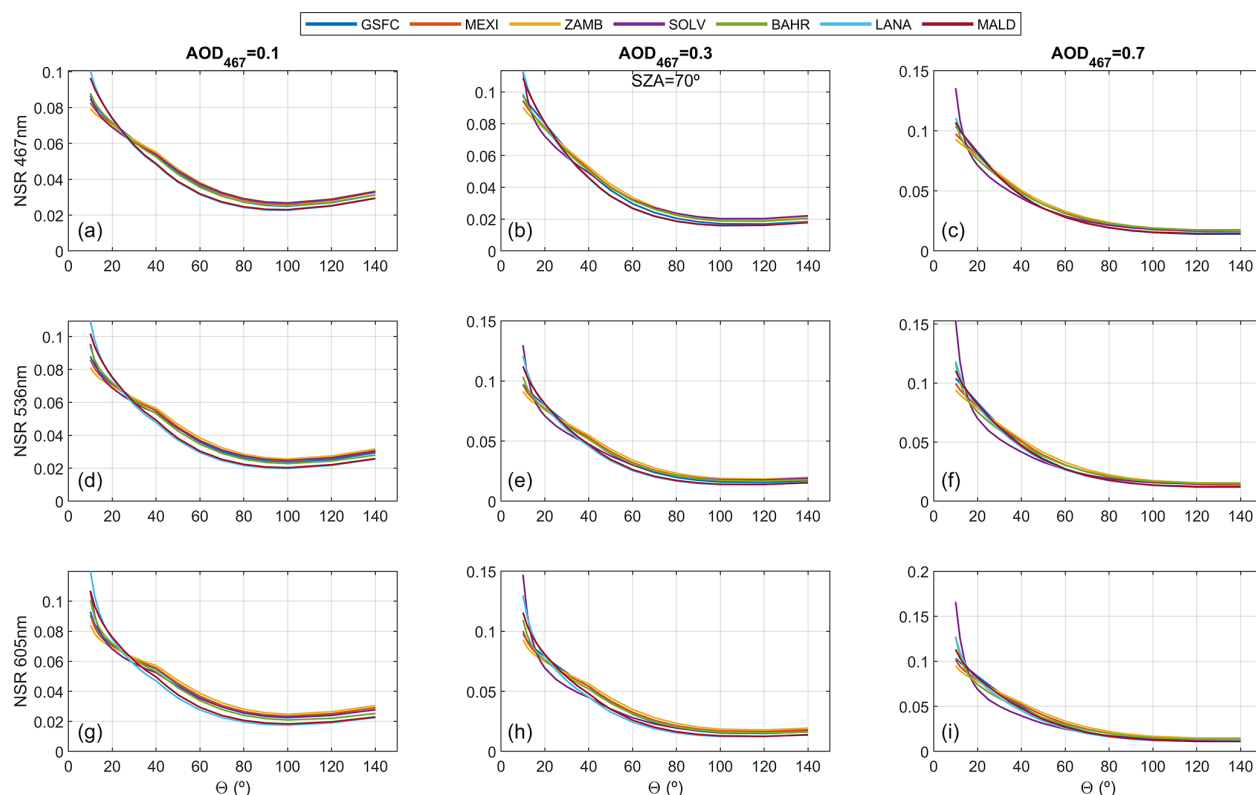 GSFC MEXI ZAMB SOLV BAHR LANA MALD
AOD467=0.1 AOD467=0.3 AOD467=0.7
SZA=70º
NSR 467nm
0.1
0.08
0.06
0.04
0.02
0
(a)
0 20 40 60 80 100 120 140
0.1
0.08
0.06
0.04
0.02
0
(b)
0 20 40 60 80 100 120 140
0.15
0.1
0.05
0
(c)
0 20 40 60 80 100 120 140
NSR 536nm
0.1
0.08
0.06
0.04
0.02
0
(d)
0 20 40 60 80 100 120 140
0.15
0.1
0.05
0
(e)
0 20 40 60 80 100 120 140
0.15
0.1
0.05
0
(f)
0 20 40 60 80 100 120 140
NSR 605nm
0.1
0.08
0.06
0.04
0.02
0
(g)
0 20 40 60 80 100 120 140
Θ (º)
0.15
0.1
0.05
0
(h)
0 20 40 60 80 100 120 140
Θ (º)
0.2
0.15
0.1
0.05
0
(i)
0 20 40 60 80 100 120 140
Θ (º)